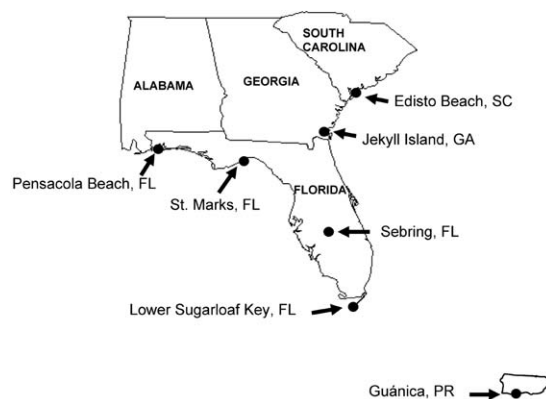 SOUTH
CAROLINA
ALABAMA
GEORGIA
Edisto Beach, SC
Jekyll Island, GA
Pensacola Beach, FL
St. Marks, FL
FLORIDA
Sebring, FL
Lower Sugarloaf Key, FL
Guánica, PR